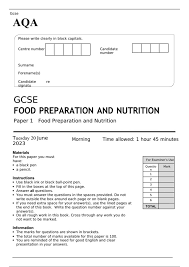 Gcse
AQA
Please write clearly in block capitals.
Centre number
Candidate number
Surname
Forename(s)
Candidate signature
GCSE
FOOD PREPARATION AND NUTRITION
Paper 1 Food Preparation and Nutrition
Tuesday 20 June 2023
Morning
Time allowed: 1 hour 45 minutes
Materials
For this paper you must have:
• a black pen
• a pencil.
Instructions
• Use black ink or black ball-point pen.
• Fill in the boxes at the top of this page.
• Answer all questions.
• You must answer the questions in the spaces provided. Do not write outside the box around each page or on blank pages.
• If you need extra space for your answer(s), use the lined pages at the end of this book. Write the question number against your answer(s).
• Do all rough work in this book. Cross through any work you do not want to be marked.
Information
• The marks for questions are shown in brackets.
• The maximum mark for this paper is 100.
• You are reminded of the need for good English and clear presentation in your answers.
For Examiner's Use
Mark
TOTAL